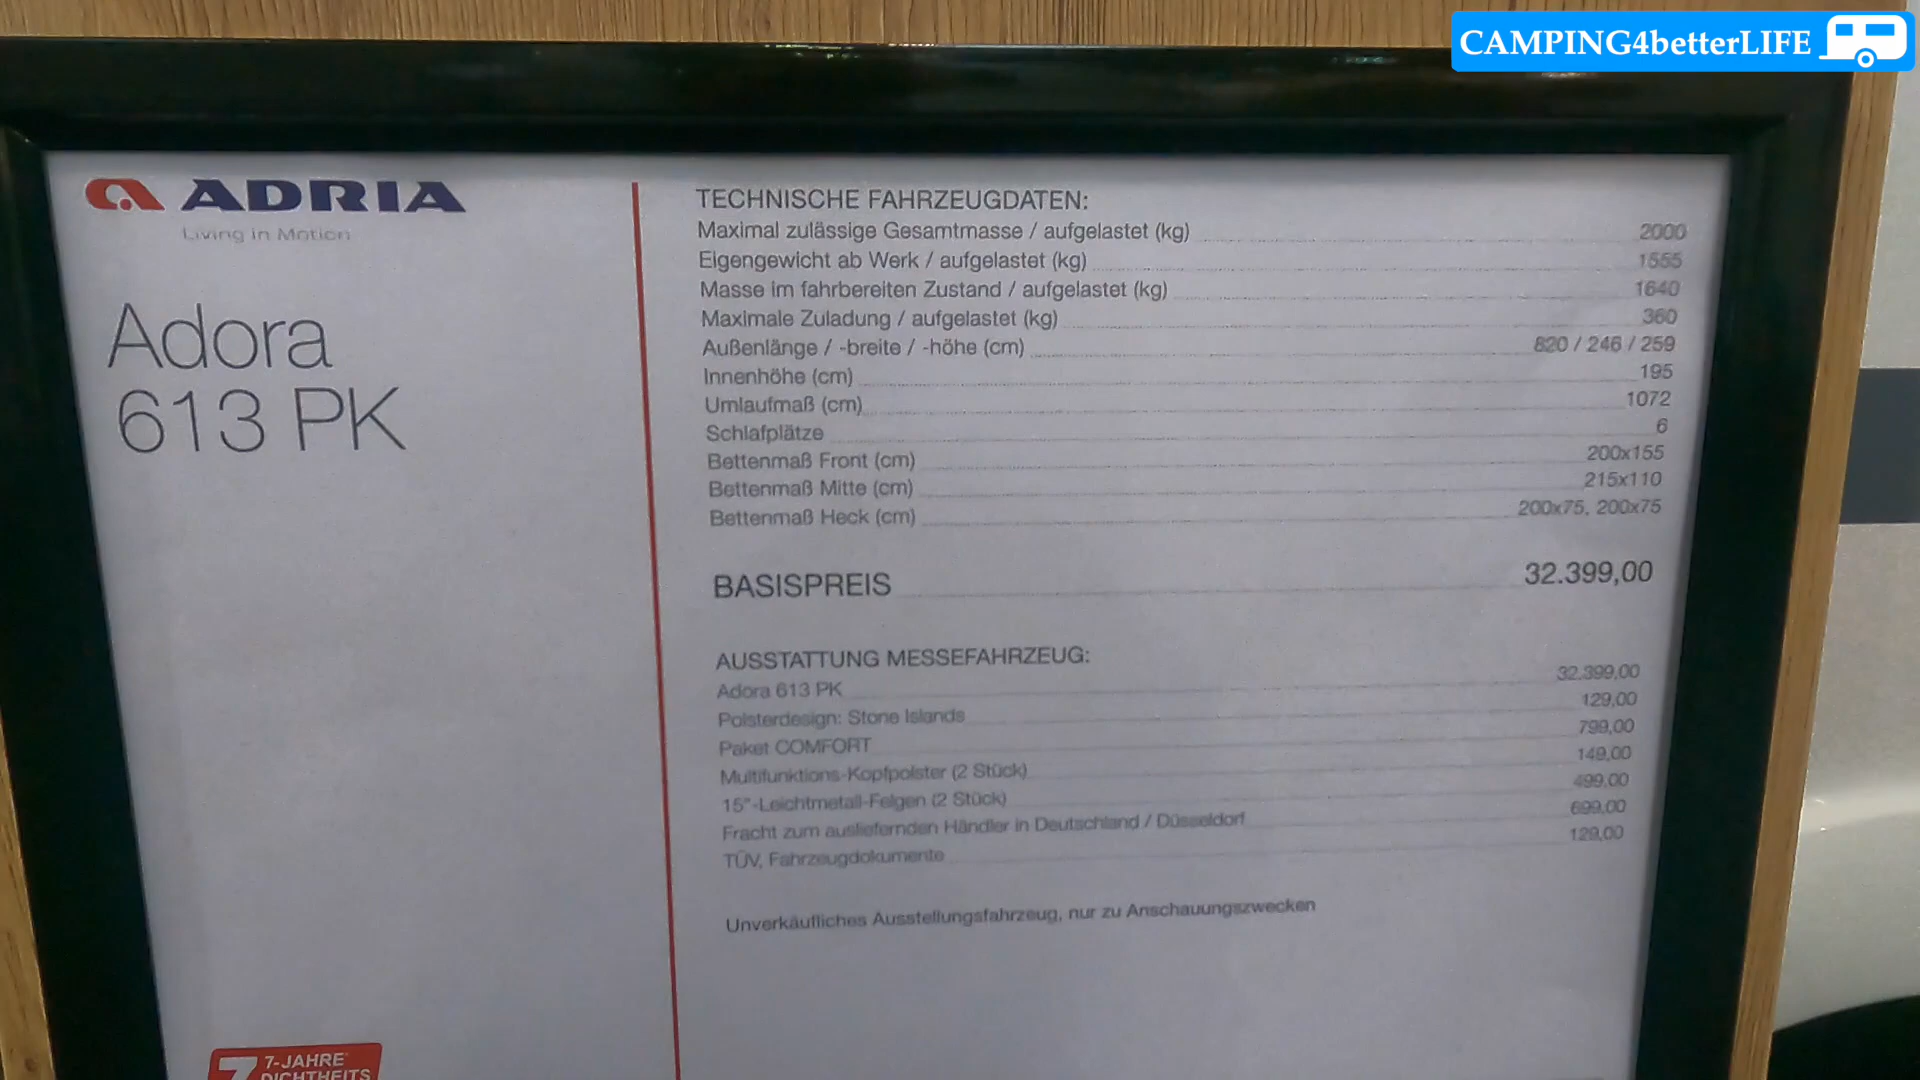 CAMPING4betterLIFE
ADRIA
Living in Motion
Adora
613 PK
TECHNISCHE FAHRZEUGDATEN:
Maximal zulässige Gesamtmasse / aufgelastet (kg) 2000
Eigengewicht ab Werk / aufgelastet (kg) 1555
Masse im fahrbereiten Zustand / aufgelastet (kg) 1640
Maximale Zuladung / aufgelastet (kg) 360
Außenlänge / -breite / -höhe (cm) 820 / 246 / 259
Innenhöhe (cm) 195
Umlaufmaß (cm) 1072
Schlafplätze 6
Bettenmaß Front (cm) 200x155
Bettenmaß Mitte (cm) 215x110
Bettenmaß Heck (cm) 200x75, 200x75
BASISPREIS 32.399,00
AUSSTATTUNG MESSEFAHRZEUG:
Adora 613 PK 32.399,00
Polsterdesign: Stone Islands 129,00
Paket COMFORT 799,00
Multifunktions-Kopfpolster (2 Stück) 149,00
15"-Leichtmetall-Felgen (2 Stück) 499,00
Fracht zum ausliefernden Händler in Deutschland / Düsseldorf 699,00
TÜV, Fahrzeugdokumente 129,00
Unverkäufliches Ausstellungsfahrzeug, nur zu Anschauungszwecken
7 7-JAHRE
DICHTHEITS